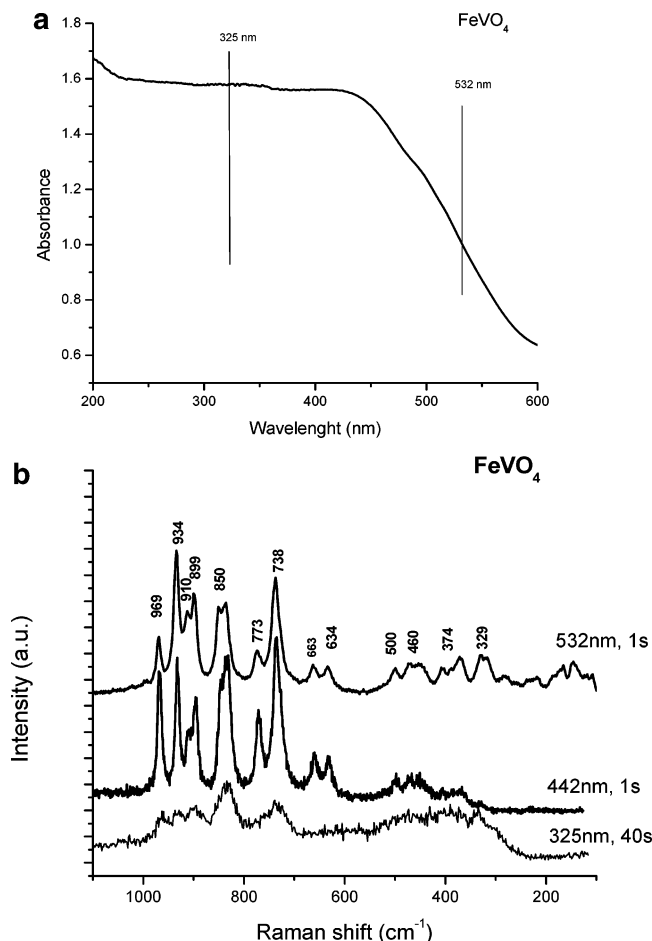 a
FeVO4
325 nm
532 nm
1.8
1.6
1.4
1.2
1.0
0.8
0.6
Absorbance
200 300 400 500 600
Wavelenght (nm)
b
FeVO4
969
934
910
899
850
773
738
663
634
500
460
374
329
532nm, 1s
442nm, 1s
325nm, 40s
Intensity (a.u.)
1000 800 600 400 200
Raman shift (cm-1)